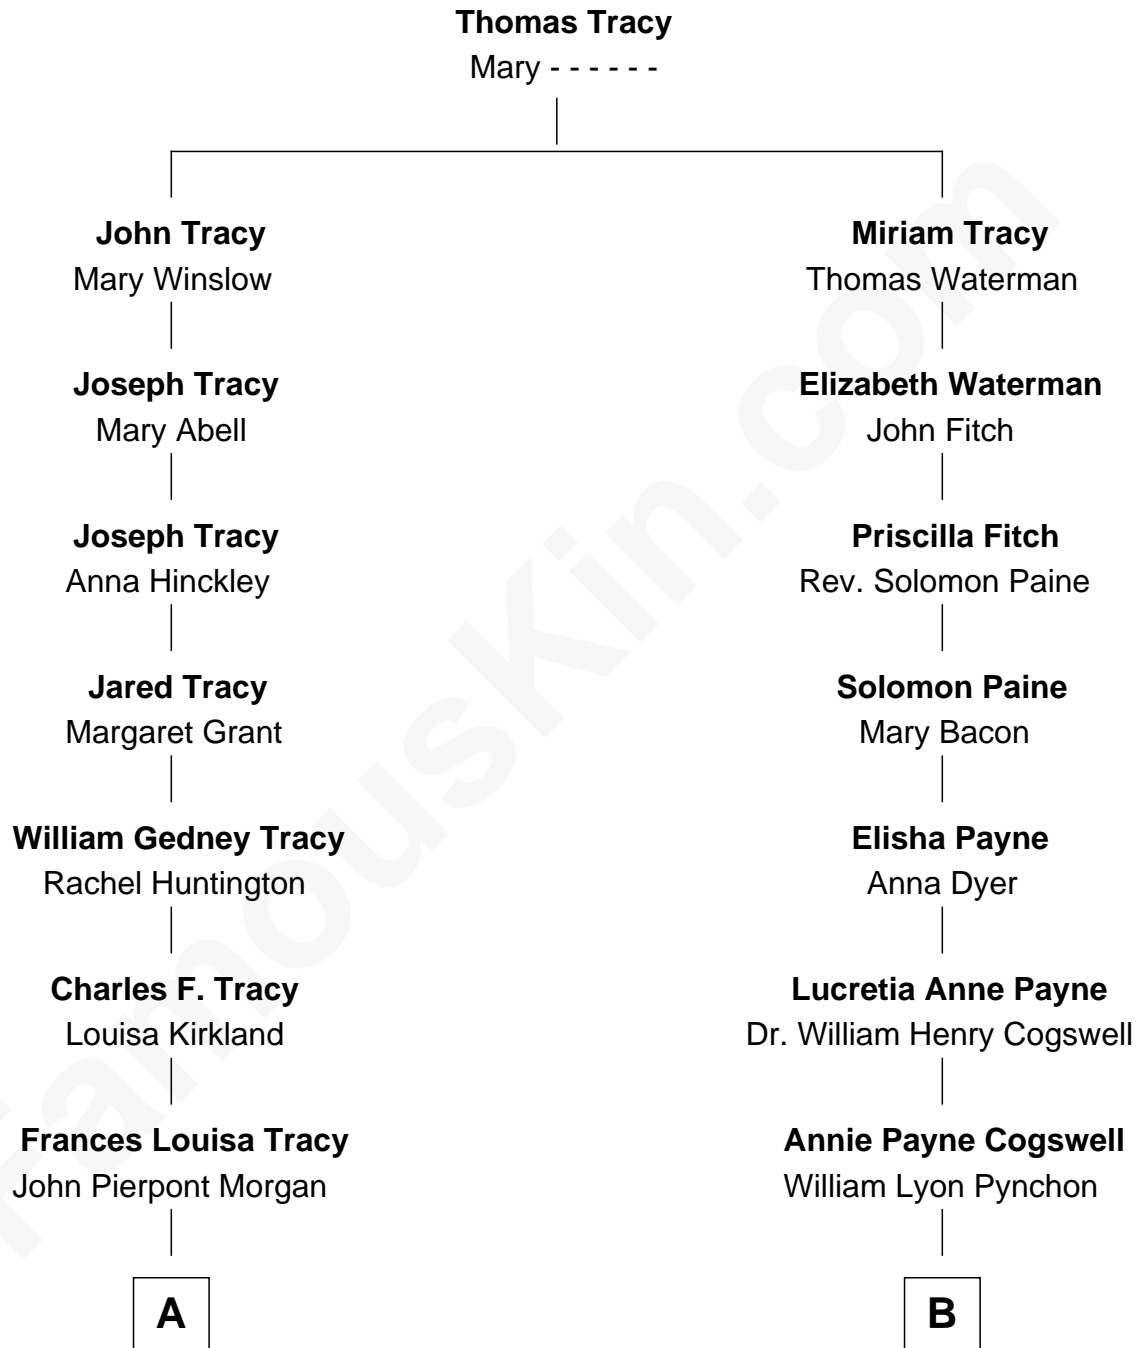 Thomas Tracy
Mary - - - - - -
John Tracy
Mary Winslow
Miriam Tracy
Thomas Waterman
Joseph Tracy
Mary Abell
Elizabeth Waterman
John Fitch
Joseph Tracy
Anna Hinckley
Priscilla Fitch
Rev. Solomon Paine
Jared Tracy
Margaret Grant
Solomon Paine
Mary Bacon
William Gedney Tracy
Rachel Huntington
Elisha Payne
Anna Dyer
Charles F. Tracy
Louisa Kirkland
Lucretia Anne Payne
Dr. William Henry Cogswell
Frances Louisa Tracy
John Pierpont Morgan
Annie Payne Cogswell
William Lyon Pynchon
A
B
FamousKin.com